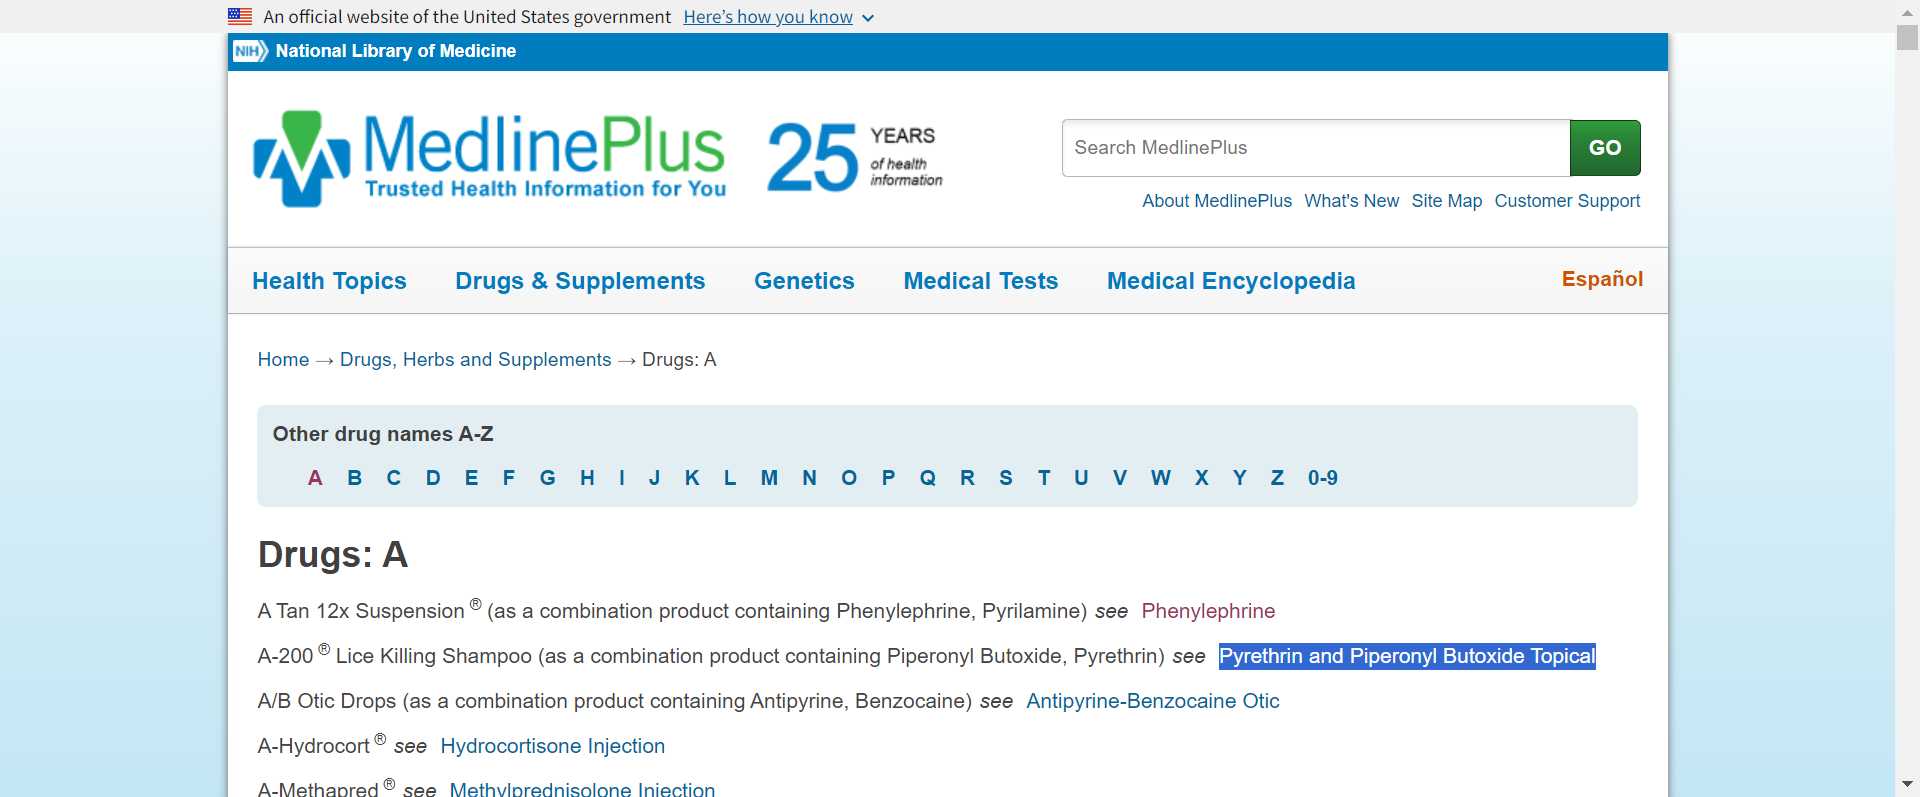 An official website of the United States government Here's how you know
NIH National Library of Medicine
MedlinePlus
Trusted Health Information for You
25 YEARS
of health
information
Search MedlinePlus
GO
About MedlinePlus What's New Site Map Customer Support
Health Topics Drugs & Supplements Genetics Medical Tests Medical Encyclopedia Español
Home → Drugs, Herbs and Supplements → Drugs: A
Other drug names A-Z
A B C D E F G H I J K L M N O P Q R S T U V W X Y Z 0-9
Drugs: A
A Tan 12x Suspension ® (as a combination product containing Phenylephrine, Pyrilamine) see Phenylephrine
A-200 ® Lice Killing Shampoo (as a combination product containing Piperonyl Butoxide, Pyrethrin) see Pyrethrin and Piperonyl Butoxide Topical
A/B Otic Drops (as a combination product containing Antipyrine, Benzocaine) see Antipyrine-Benzocaine Otic
A-Hydrocort ® see Hydrocortisone Injection
A-Methapred ® see Methylprednisolone Injection